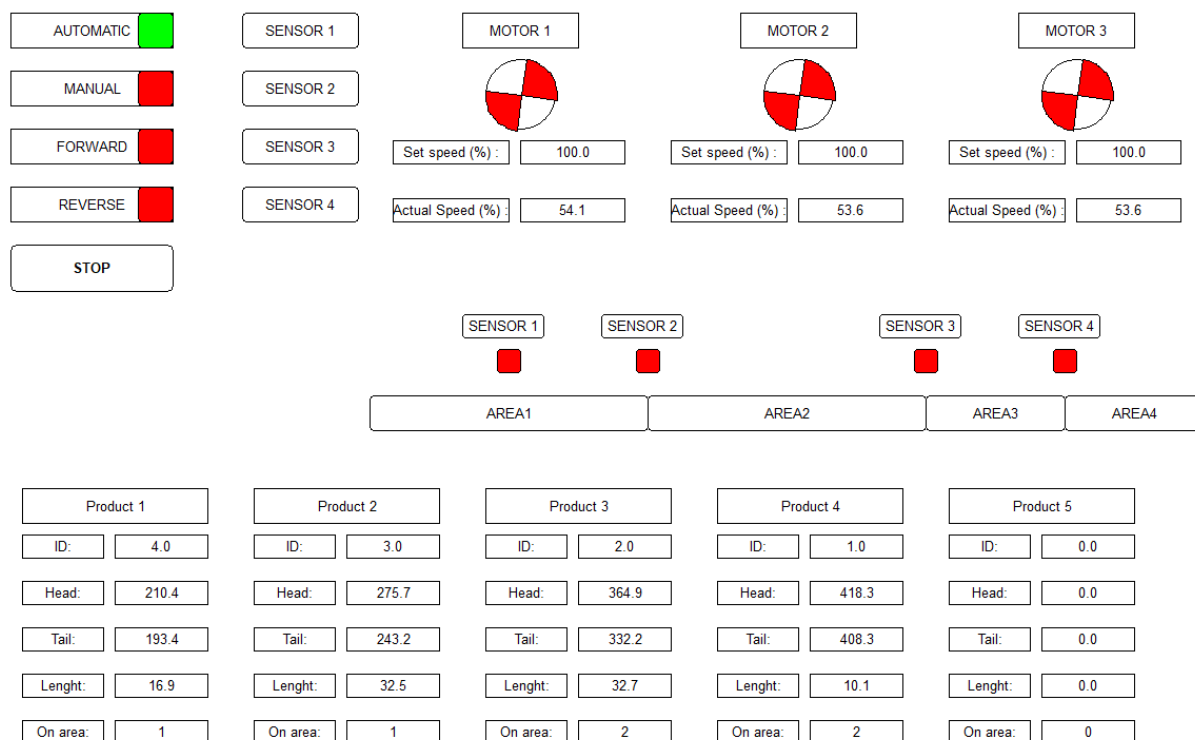 AUTOMATIC SENSOR 1 MOTOR 1 MOTOR 2 MOTOR 3
MANUAL SENSOR 2
FORWARD SENSOR 3 Set speed (%) : 100.0 Set speed (%) : 100.0 Set speed (%) : 100.0
REVERSE SENSOR 4 Actual Speed (%) : 54.1 Actual Speed (%) : 53.6 Actual Speed (%) : 53.6
STOP
SENSOR 1 SENSOR 2 SENSOR 3 SENSOR 4
AREA1 AREA2 AREA3 AREA4
Product 1 Product 2 Product 3 Product 4 Product 5
ID: 4.0 ID: 3.0 ID: 2.0 ID: 1.0 ID: 0.0
Head: 210.4 Head: 275.7 Head: 364.9 Head: 418.3 Head: 0.0
Tail: 193.4 Tail: 243.2 Tail: 332.2 Tail: 408.3 Tail: 0.0
Lenght: 16.9 Lenght: 32.5 Lenght: 32.7 Lenght: 10.1 Lenght: 0.0
On area: 1 On area: 1 On area: 2 On area: 2 On area: 0